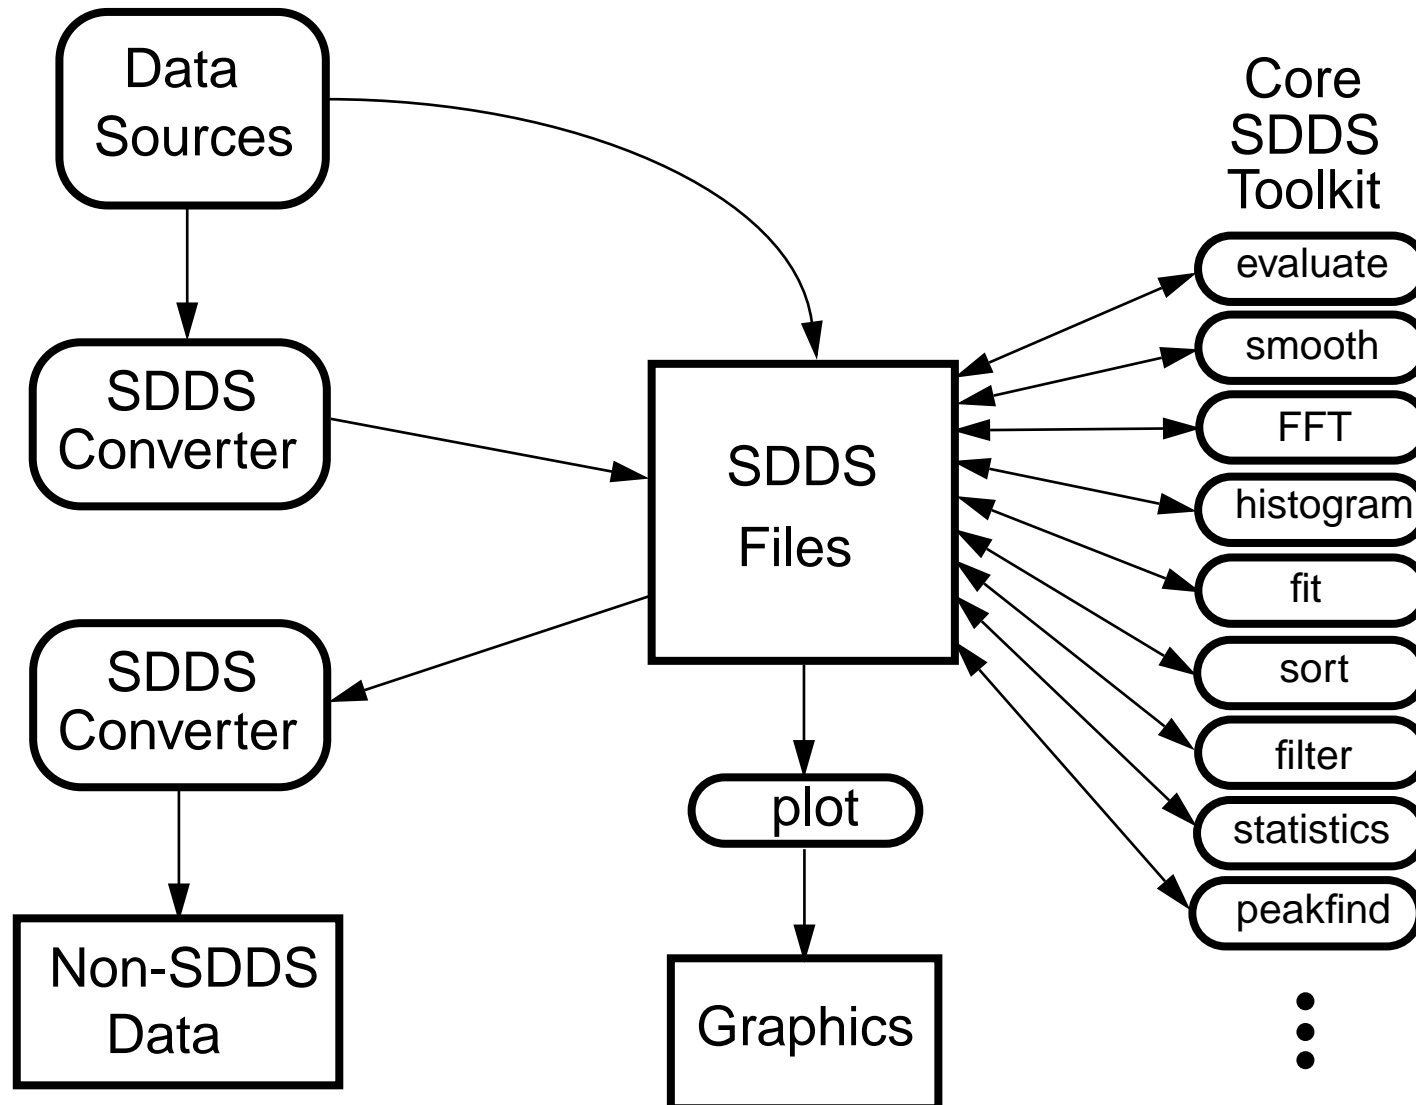 Data
Sources
SDDS
Converter
SDDS
Converter
Non-SDDS
Data
SDDS
Files
plot
Graphics
Core
SDDS
Toolkit
evaluate
smooth
FFT
histogram
fit
sort
filter
statistics
peakfind